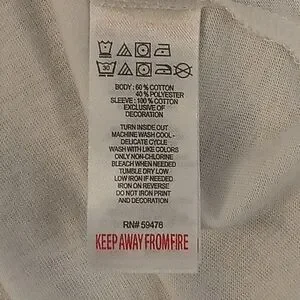 30
BODY: 60 % COTTON
40 % POLYESTER
SLEEVE: 100 % COTTON
EXCLUSIVE OF
DECORATION
TURN INSIDE OUT
MACHINE WASH COOL -
DELICATE CYCLE
WASH WITH LIKE COLORS
ONLY NON-CHLORINE
BLEACH WHEN NEEDED
TUMBLE DRY LOW
LOW IRON IF NEEDED
IRON ON REVERSE
DO NOT IRON PRINT
AND DECORATION
RN# 59476
KEEP AWAY FROM FIRE